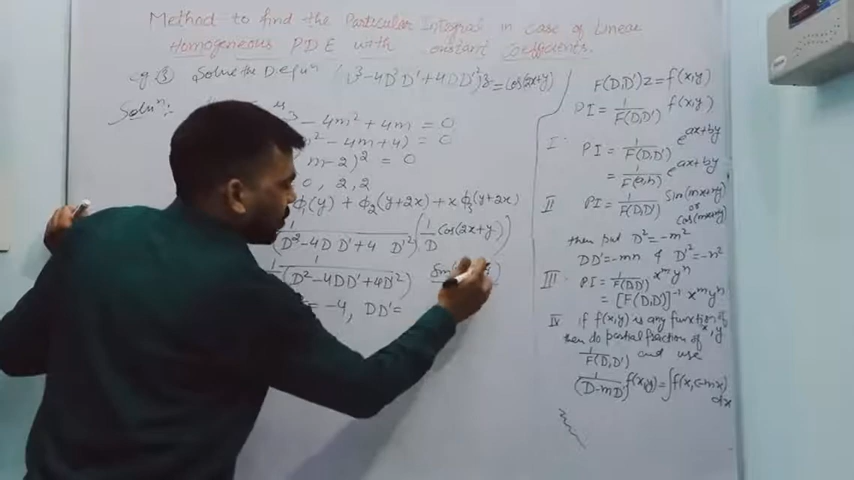 Method to find the Particular Integral in case of Linear
Homogeneous PDE with constant Coefficients.
eg ③ Solve the D.Equⁿ (D³-4D²D'+4DD'²)z = cos(2x+y)
Soluⁿ:
- 4m² + 4m = 0
m² - 4m + 4) = 0
m-2)² = 0
0, 2, 2
ϕ₁(y) + ϕ₂(y+2x) + x ϕ₃(y+2x)
1/(D²-4DD'+4D'²) (1/D cos(2x+y))
1/(D²-4DD'+4D'²)
= -4, DD'=
F(D,D')z = f(x,y)
PI = 1/F(D,D') f(x,y)
I PI = 1/F(D,D') e^(ax+by)
= 1/F(a,b) e^(ax+by)
II PI = 1/F(D,D') sin(mx+ny) or cos(mx+ny)
then put D² = -m²
DD' = -mn, D'² = -n²
III PI = 1/F(D,D') x^m y^n
= [F(D,D')]⁻¹ x^m y^n
IV if f(x,y) is any function of x,y
then do partial fraction of
1/F(D,D') and use
1/(D-mD') f(x,y) = ∫f(x,c-mx) dx